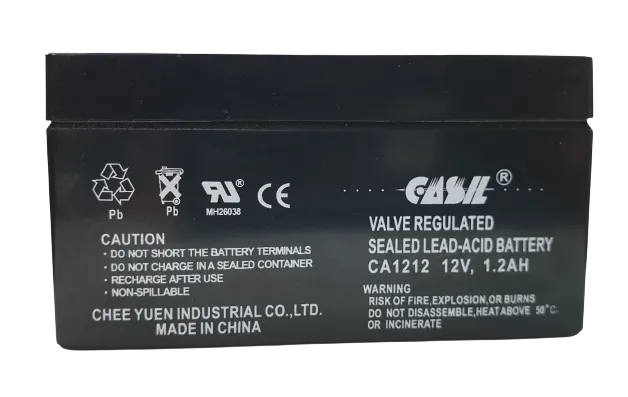 Pb
Pb
MH26038
CE
CASIL®
VALVE REGULATED
SEALED LEAD-ACID BATTERY
CA1212 12V, 1.2AH
CAUTION
• DO NOT SHORT THE BATTERY TERMINALS
• DO NOT CHARGE IN A SEALED CONTAINER
• RECHARGE AFTER USE
• NON-SPILLABLE
CHEE YUEN INDUSTRIAL CO.,LTD.
MADE IN CHINA
WARNING
RISK OF FIRE,EXPLOSION,OR BURNS
DO NOT DISASSEMBLE,HEATABOVE 50°C.
OR INCINERATE